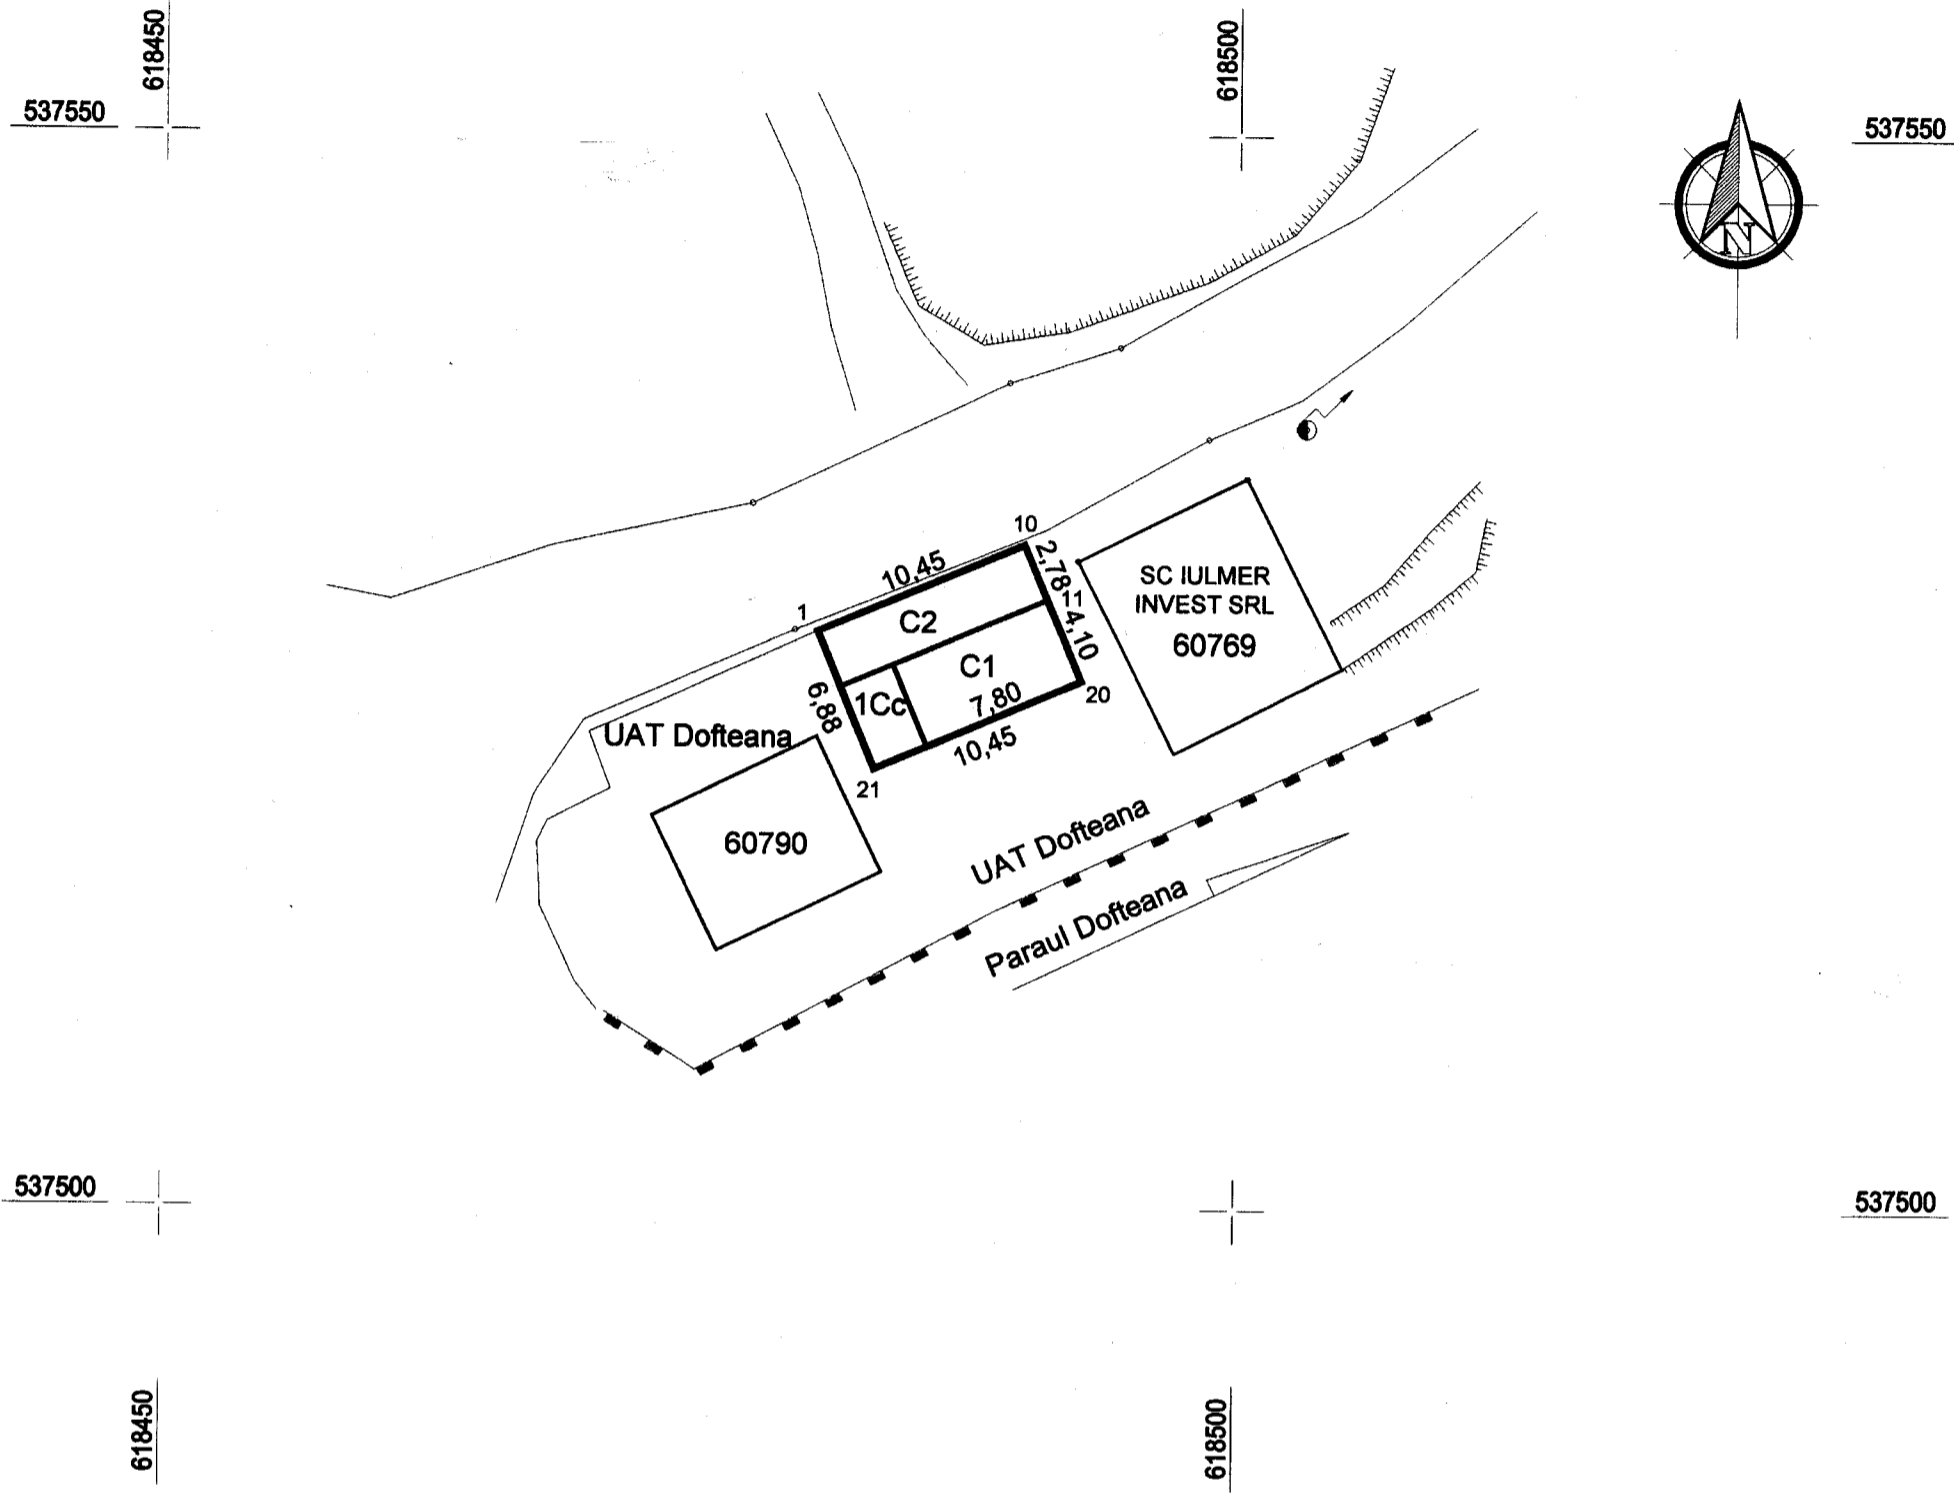 618450
618500
537550
537550
N
10
10,45
2,78
SC IULMER
INVEST SRL
60769
11
1
C2
4,10
C1
6,88
1Cc
7,80
20
UAT Dofteana
10,45
21
60790
UAT Dofteana
Paraul Dofteana
537500
537500
618450
618500